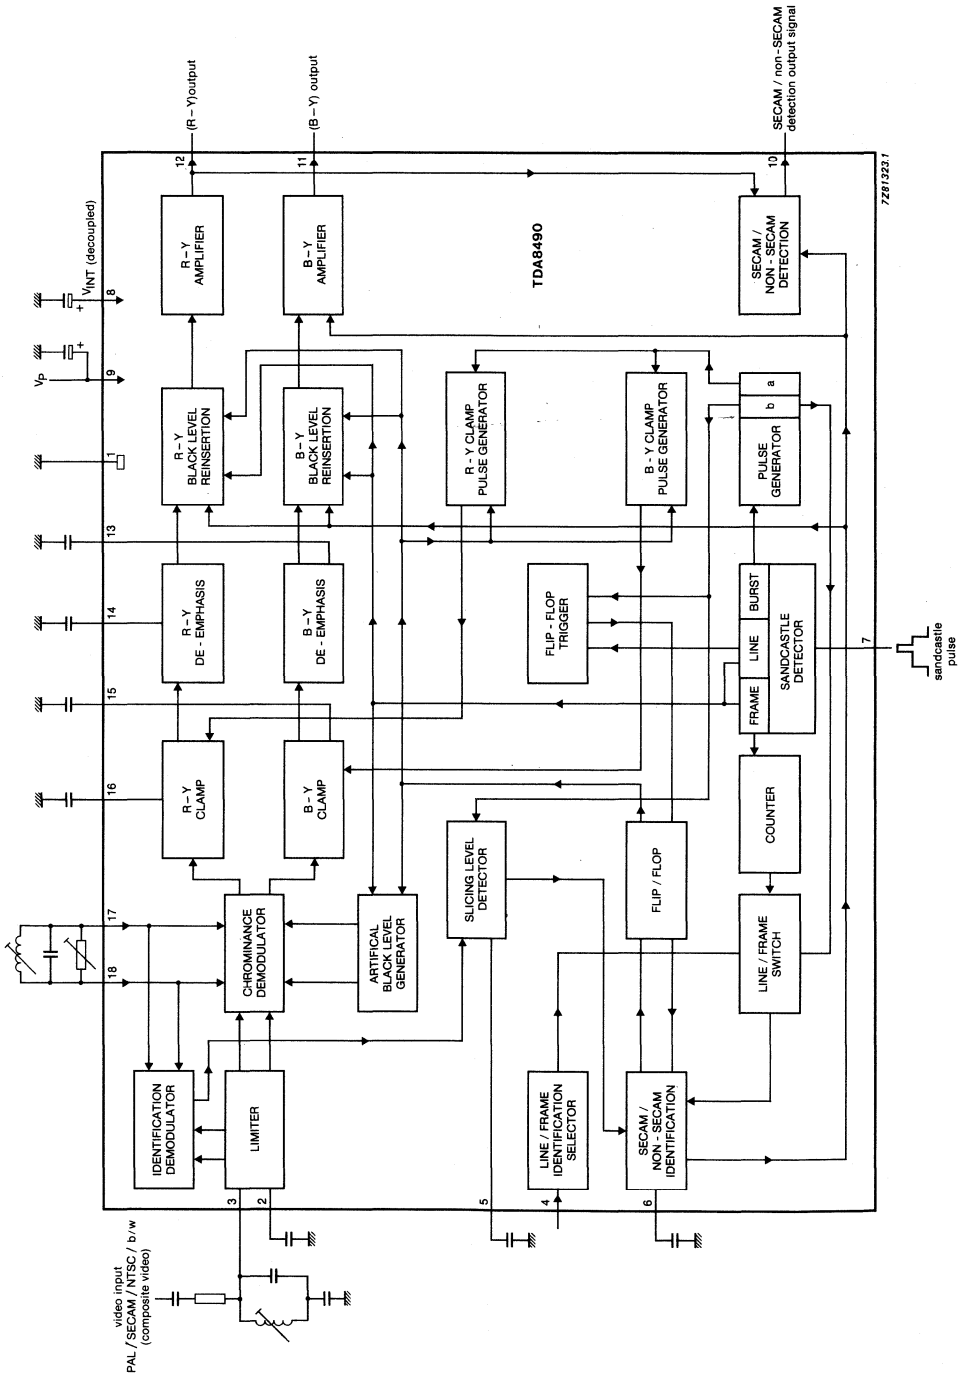 video input
PAL / SECAM / NTSC / b/w
(composite video)
3
2
5
4
6
18
17
16
15
14
13
1
9
8
VP
VINT (decoupled)
+
+
IDENTIFICATION
DEMODULATOR
LIMITER
CHROMINANCE
DEMODULATOR
ARTIFICAL
BLACK LEVEL
GENERATOR
R – Y
CLAMP
B – Y
CLAMP
R – Y
DE – EMPHASIS
B – Y
DE – EMPHASIS
R – Y
BLACK LEVEL
REINSERTION
B – Y
BLACK LEVEL
REINSERTION
R – Y
AMPLIFIER
B – Y
AMPLIFIER
12
(R – Y) output
11
(B – Y) output
TDA8490
SLICING LEVEL
DETECTOR
R – Y CLAMP
PULSE GENERATOR
LINE / FRAME
IDENTIFICATION
SELECTOR
FLIP – FLOP
TRIGGER
SECAM /
NON – SECAM
IDENTIFICATION
FLIP / FLOP
B – Y CLAMP
PULSE GENERATOR
LINE / FRAME
SWITCH
COUNTER
FRAME
LINE
BURST
SANDCASTLE
DETECTOR
PULSE
GENERATOR
b
a
SECAM /
NON – SECAM
DETECTION
10
SECAM / non – SECAM
detection output signal
7
sandcastle
pulse
7Z81323.1